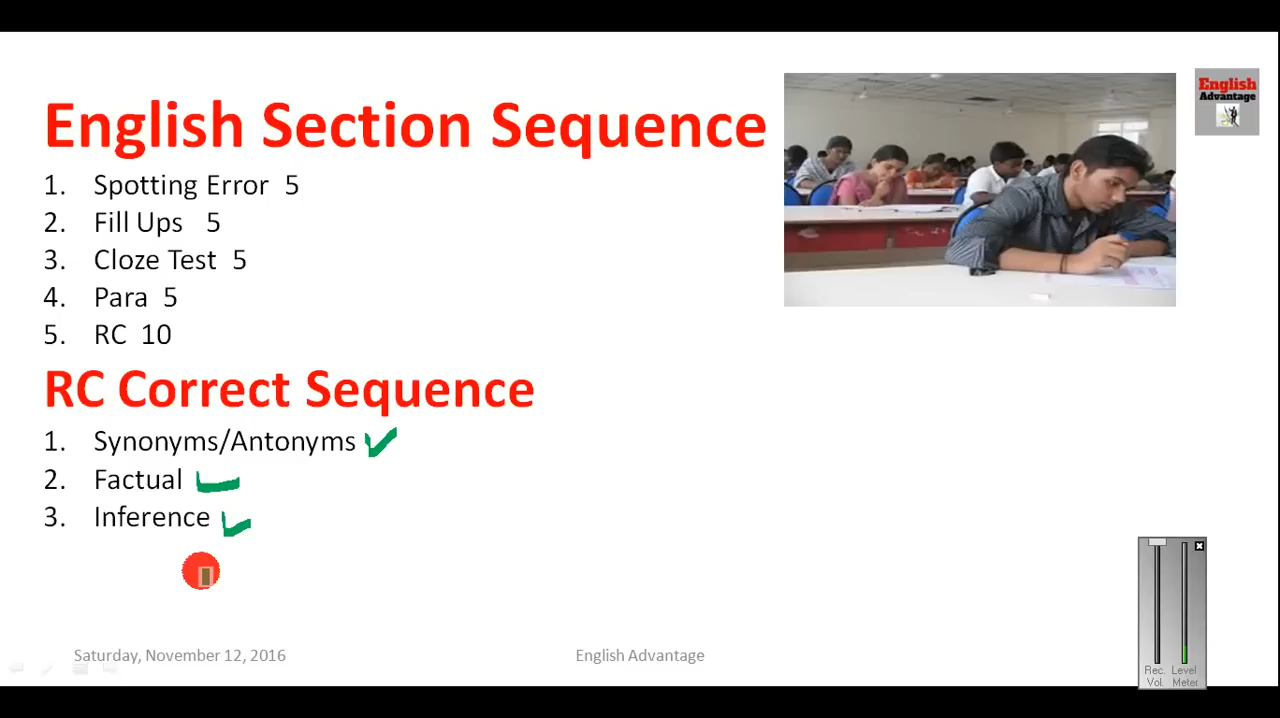 English Section Sequence
1. Spotting Error 5
2. Fill Ups 5
3. Cloze Test 5
4. Para 5
5. RC 10
RC Correct Sequence
1. Synonyms/Antonyms
2. Factual
3. Inference
English
Advantage
Saturday, November 12, 2016
English Advantage
Rec. Level
Vol. Meter